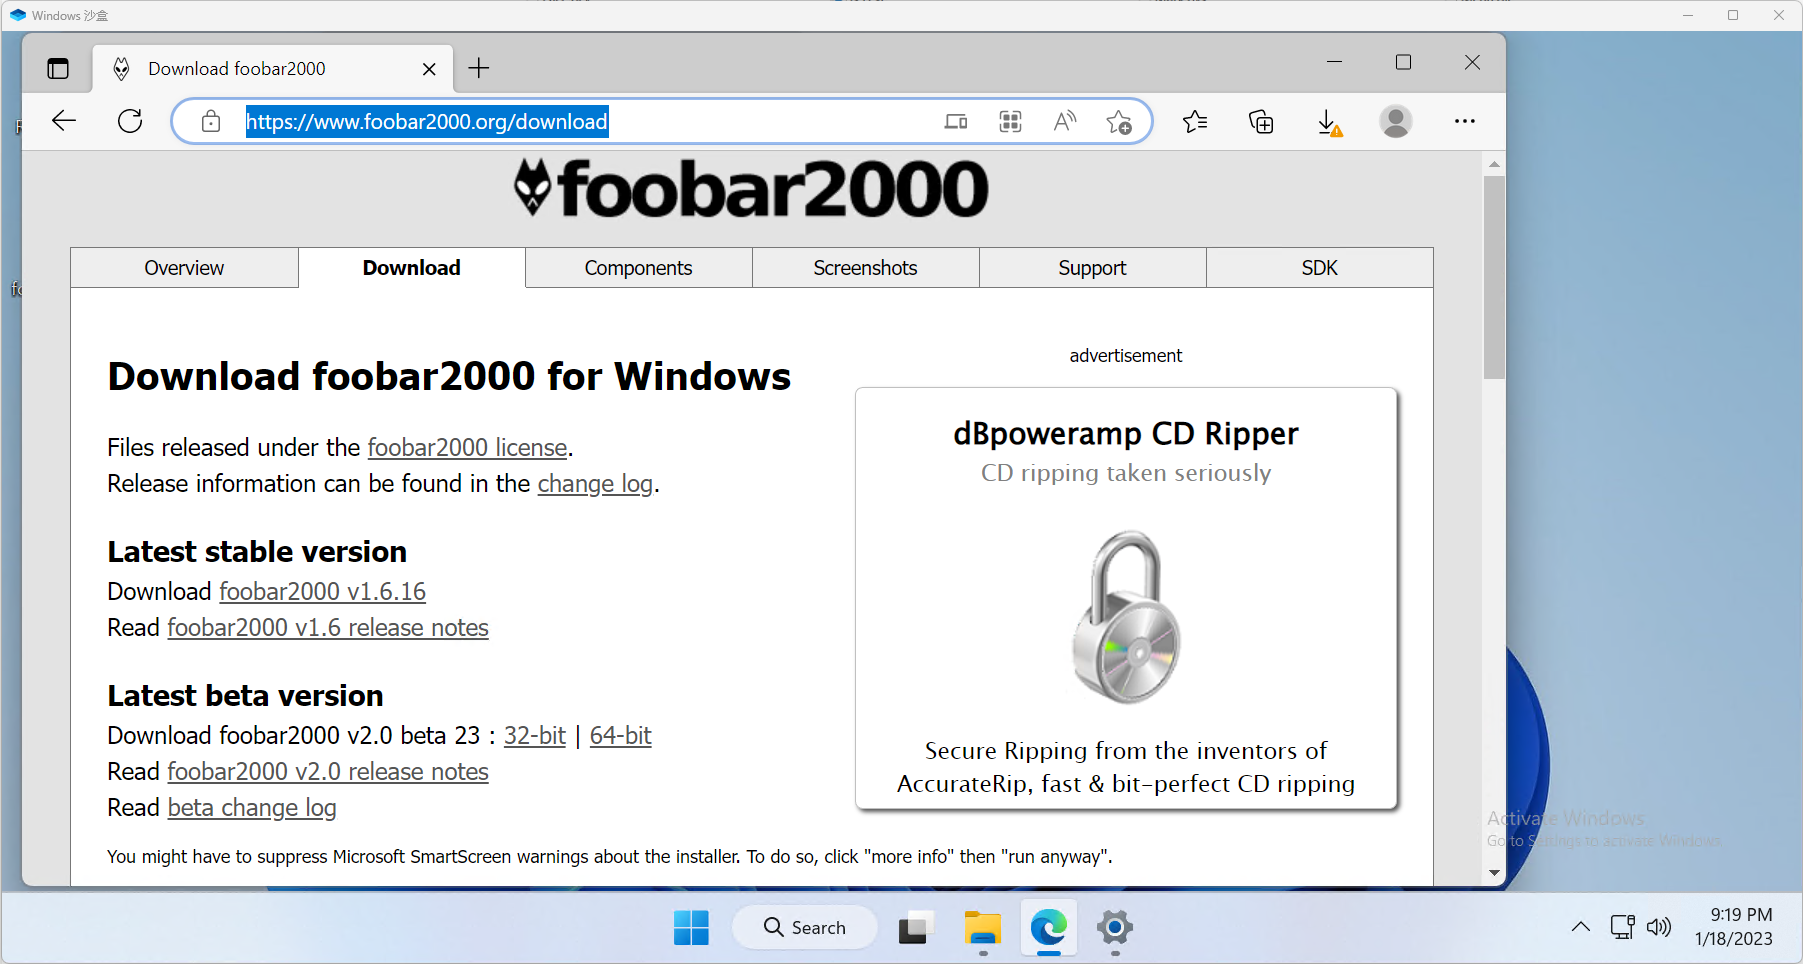 Windows 沙盒
Download foobar2000
https://www.foobar2000.org/download
foobar2000
Overview
Download
Components
Screenshots
Support
SDK
Download foobar2000 for Windows
advertisement
dBpoweramp CD Ripper
CD ripping taken seriously
Files released under the foobar2000 license.
Release information can be found in the change log.
Latest stable version
Download foobar2000 v1.6.16
Read foobar2000 v1.6 release notes
Latest beta version
Download foobar2000 v2.0 beta 23 : 32-bit | 64-bit
Read foobar2000 v2.0 release notes
Read beta change log
Secure Ripping from the inventors of
AccurateRip, fast & bit-perfect CD ripping
You might have to suppress Microsoft SmartScreen warnings about the installer. To do so, click "more info" then "run anyway".
Activate Windows
Go to Settings to activate Windows.
Search
9:19 PM
1/18/2023